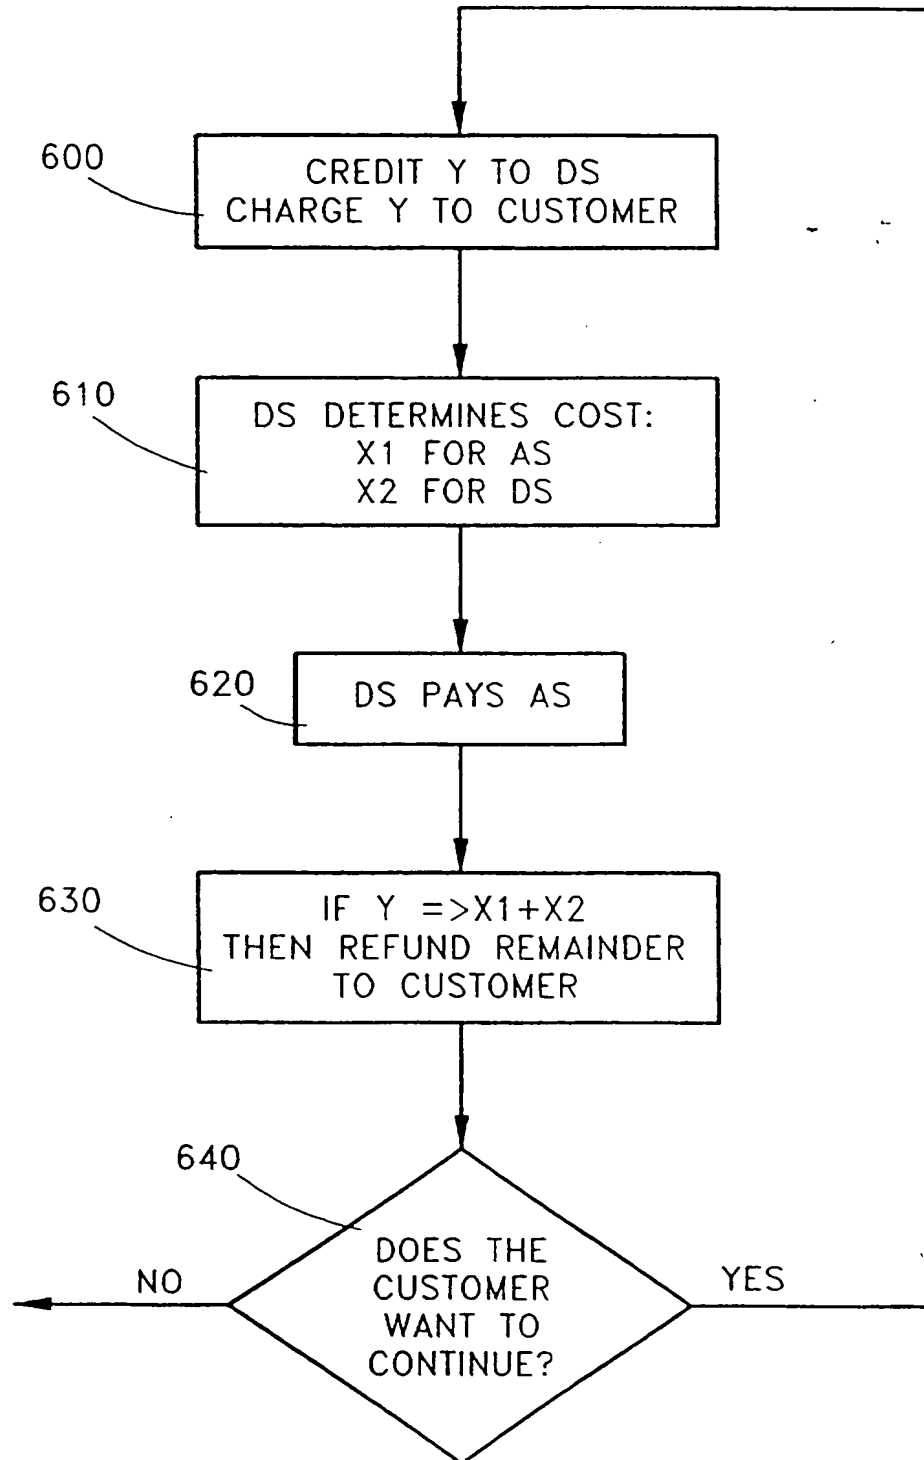 600
CREDIT Y TO DS
CHARGE Y TO CUSTOMER
610
DS DETERMINES COST:
X1 FOR AS
X2 FOR DS
620
DS PAYS AS
630
IF Y =>X1+X2
THEN REFUND REMAINDER
TO CUSTOMER
640
DOES THE
CUSTOMER
WANT TO
CONTINUE?
NO
YES